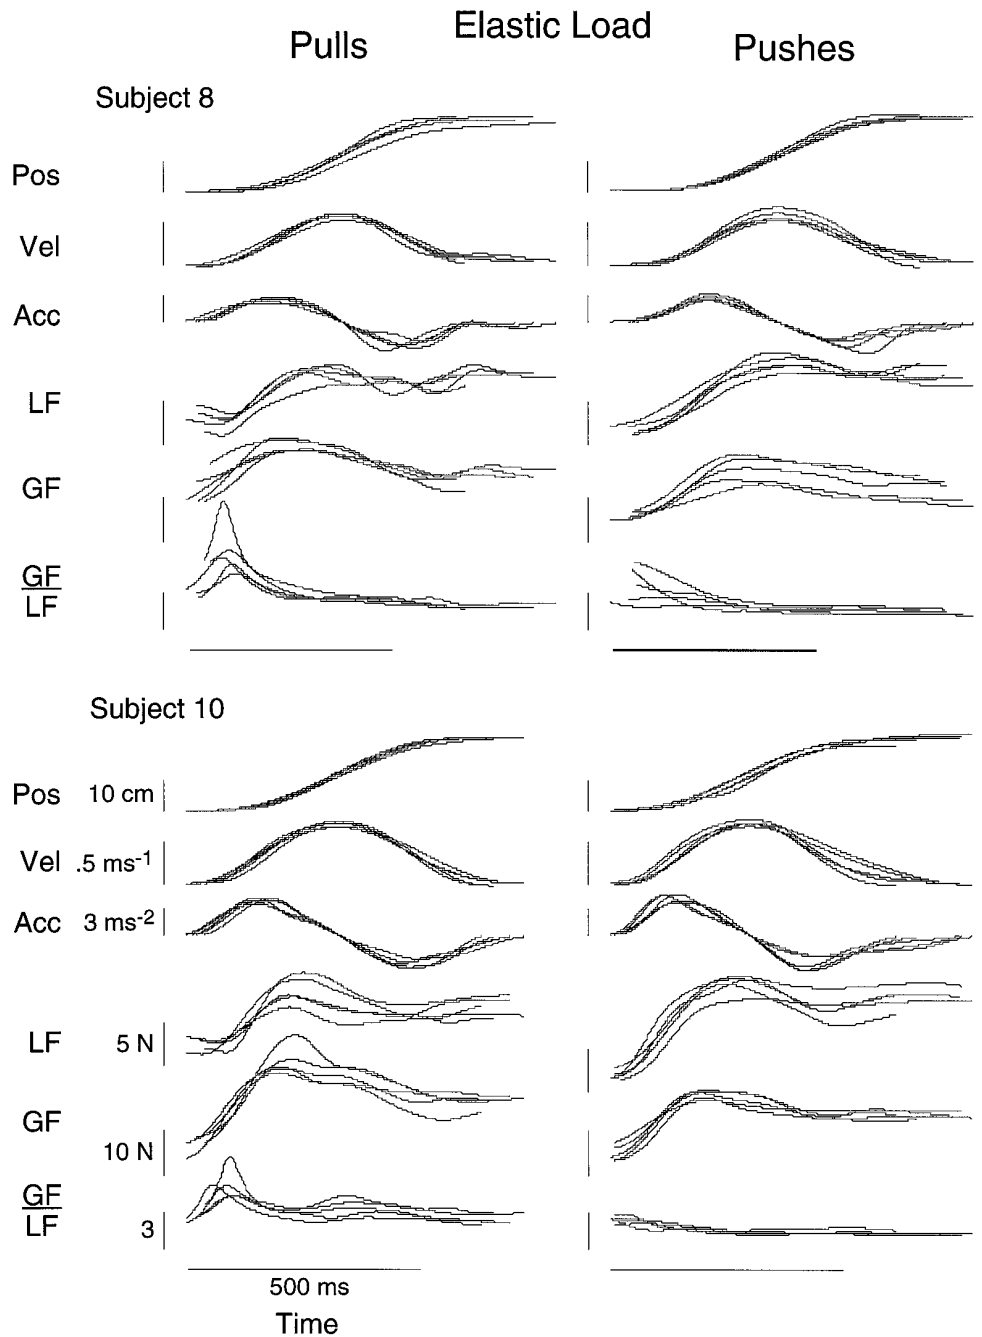 Elastic Load
Pulls
Pushes
Subject 8
Pos
Vel
Acc
LF
GF
GF
LF
Subject 10
Pos 10 cm
Vel .5 ms-1
Acc 3 ms-2
LF 5 N
GF
10 N
GF
LF
3
500 ms
Time